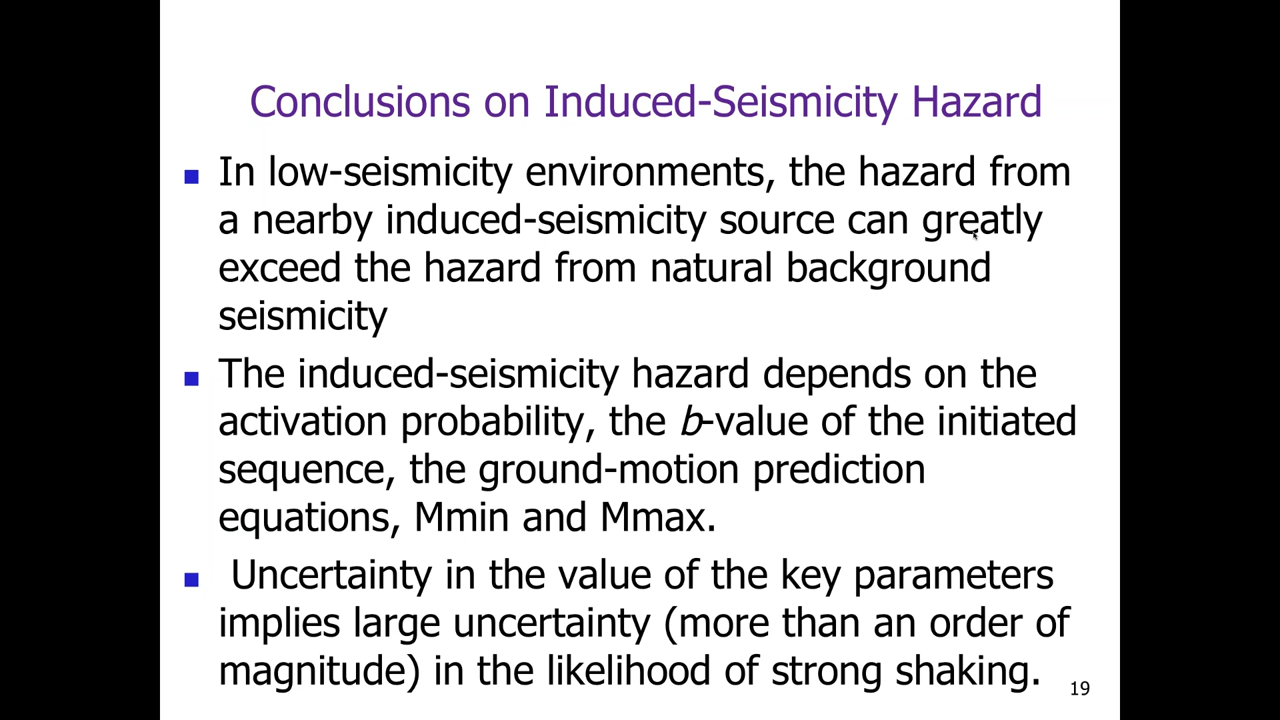 Conclusions on Induced-Seismicity Hazard
In low-seismicity environments, the hazard from
a nearby induced-seismicity source can greatly
exceed the hazard from natural background
seismicity
The induced-seismicity hazard depends on the
activation probability, the b-value of the initiated
sequence, the ground-motion prediction
equations, Mmin and Mmax.
Uncertainty in the value of the key parameters
implies large uncertainty (more than an order of
magnitude) in the likelihood of strong shaking.
19